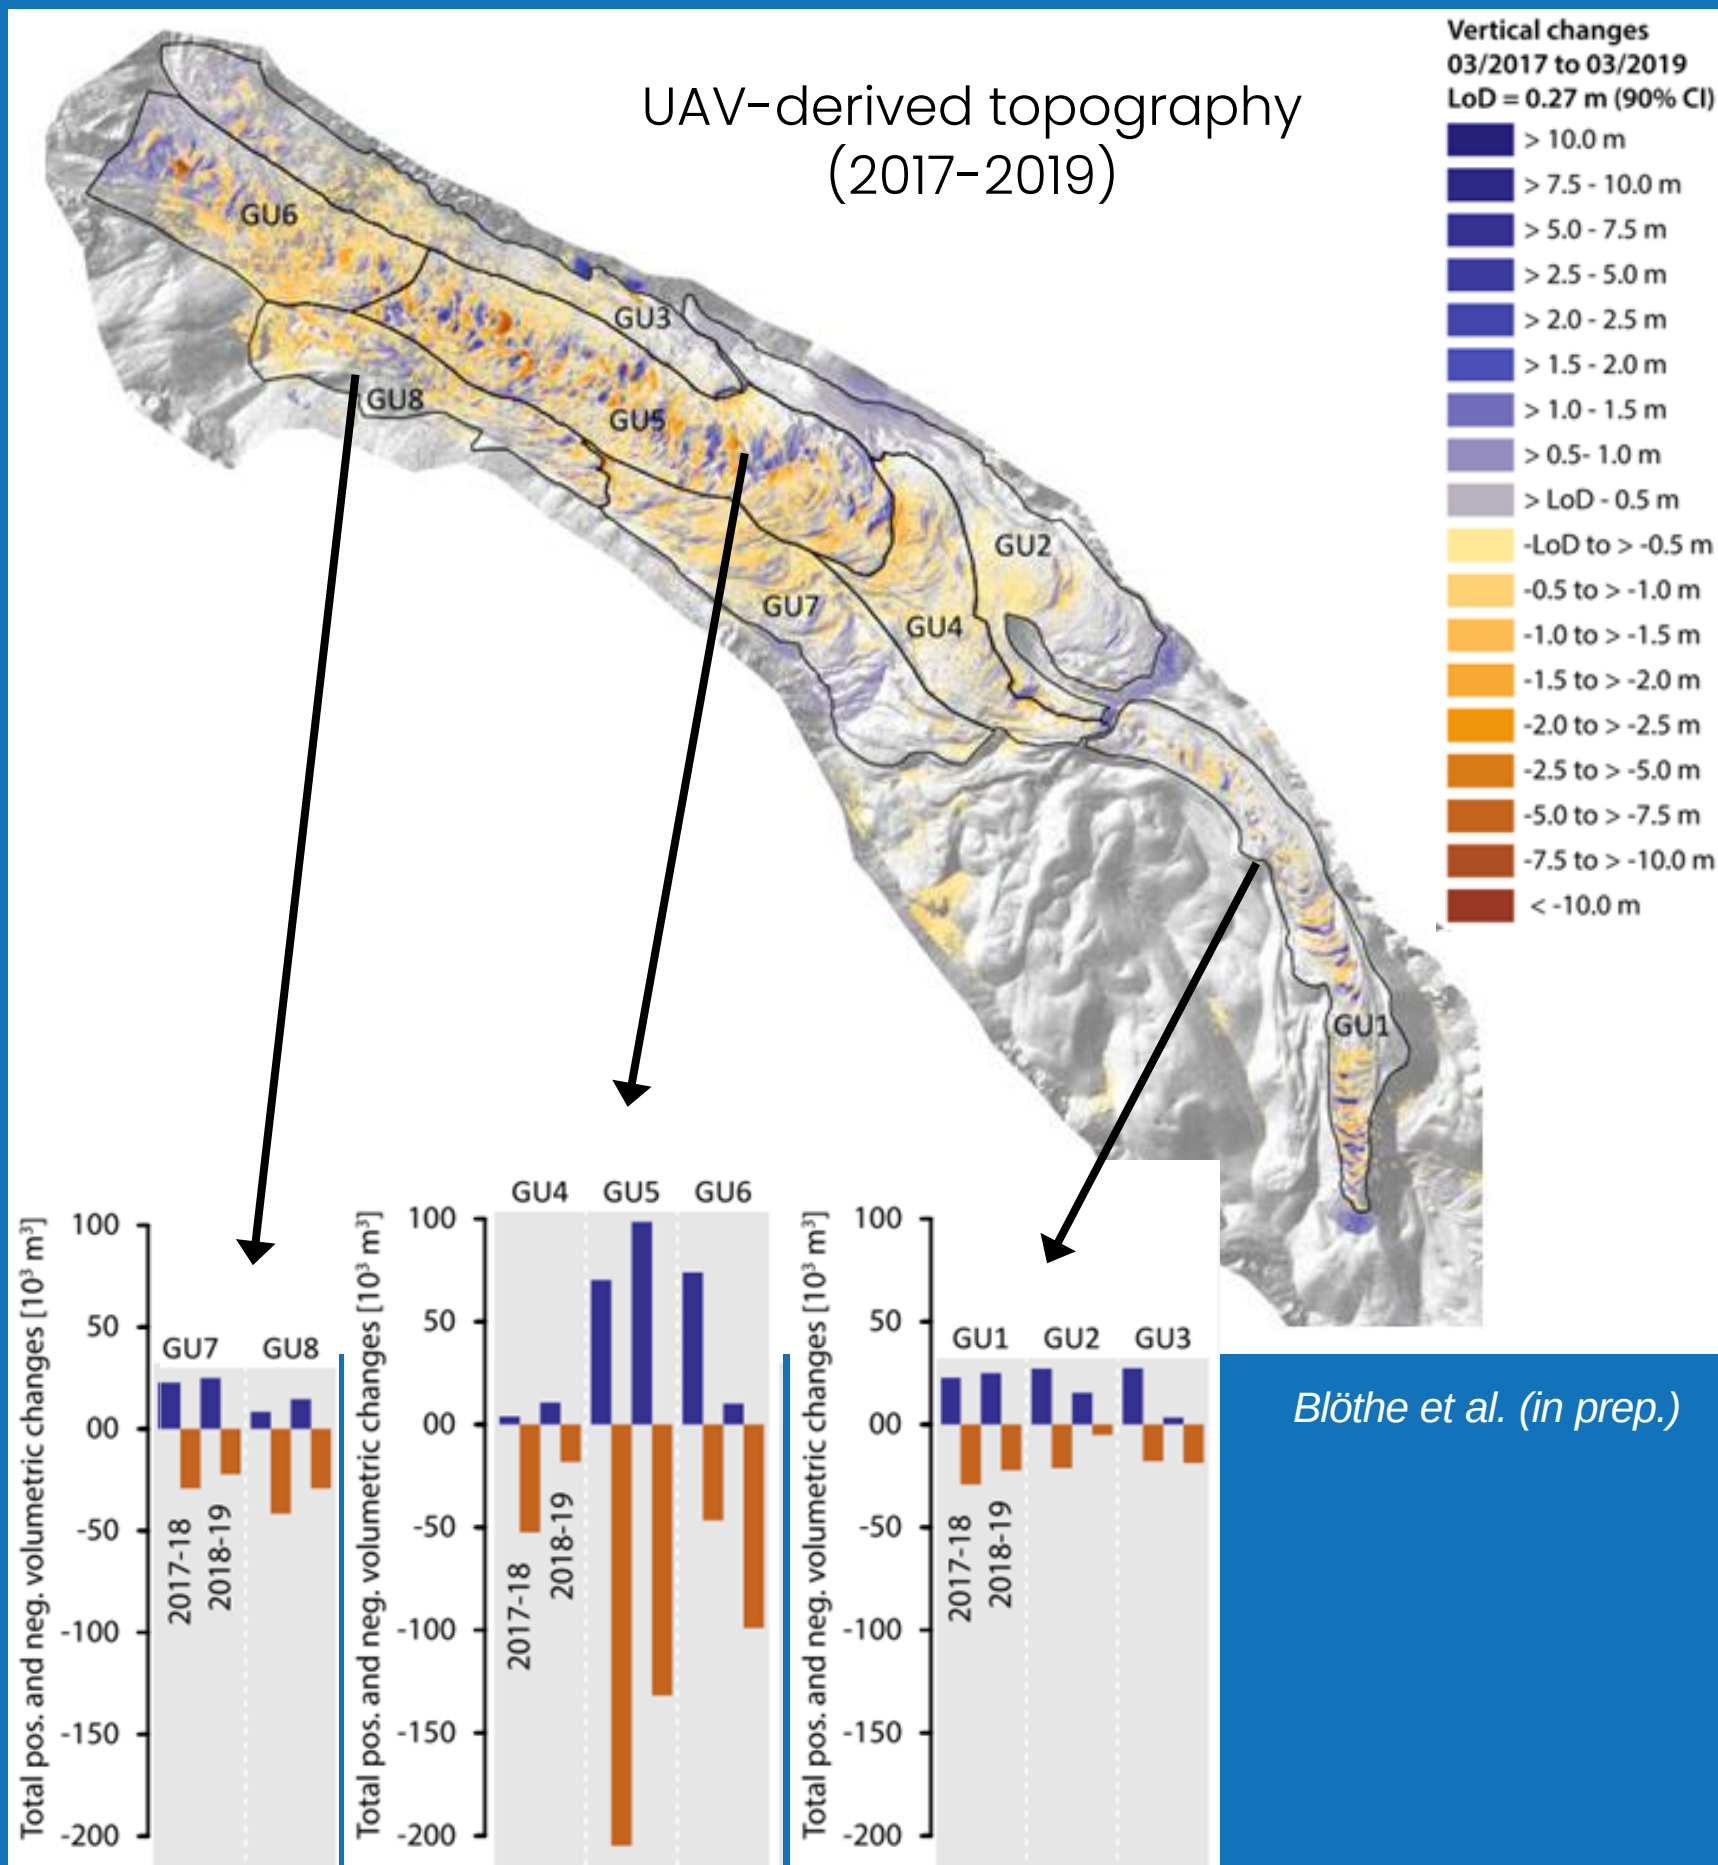 UAV-derived topography
(2017-2019)
Vertical changes
03/2017 to 03/2019
LoD = 0.27 m (90% CI)
> 10.0 m
> 7.5 - 10.0 m
> 5.0 - 7.5 m
> 2.5 - 5.0 m
> 2.0 - 2.5 m
> 1.5 - 2.0 m
> 1.0 - 1.5 m
> 0.5- 1.0 m
> LoD - 0.5 m
-LoD to > -0.5 m
-0.5 to > -1.0 m
-1.0 to > -1.5 m
-1.5 to > -2.0 m
-2.0 to > -2.5 m
-2.5 to > -5.0 m
-5.0 to > -7.5 m
-7.5 to > -10.0 m
< -10.0 m
GU6
GU3
GU8
GU5
GU2
GU7
GU4
GU1
Total pos. and neg. volumetric changes [10³ m³]
100
50
00
-50
-100
-150
-200
GU7
GU8
2017-18
2018-19
Total pos. and neg. volumetric changes [10³ m³]
100
50
00
-50
-100
-150
-200
GU4
GU5
GU6
2017-18
2018-19
Total pos. and neg. volumetric changes [10³ m³]
100
50
00
-50
-100
-150
-200
GU1
GU2
GU3
2017-18
2018-19
Blöthe et al. (in prep.)